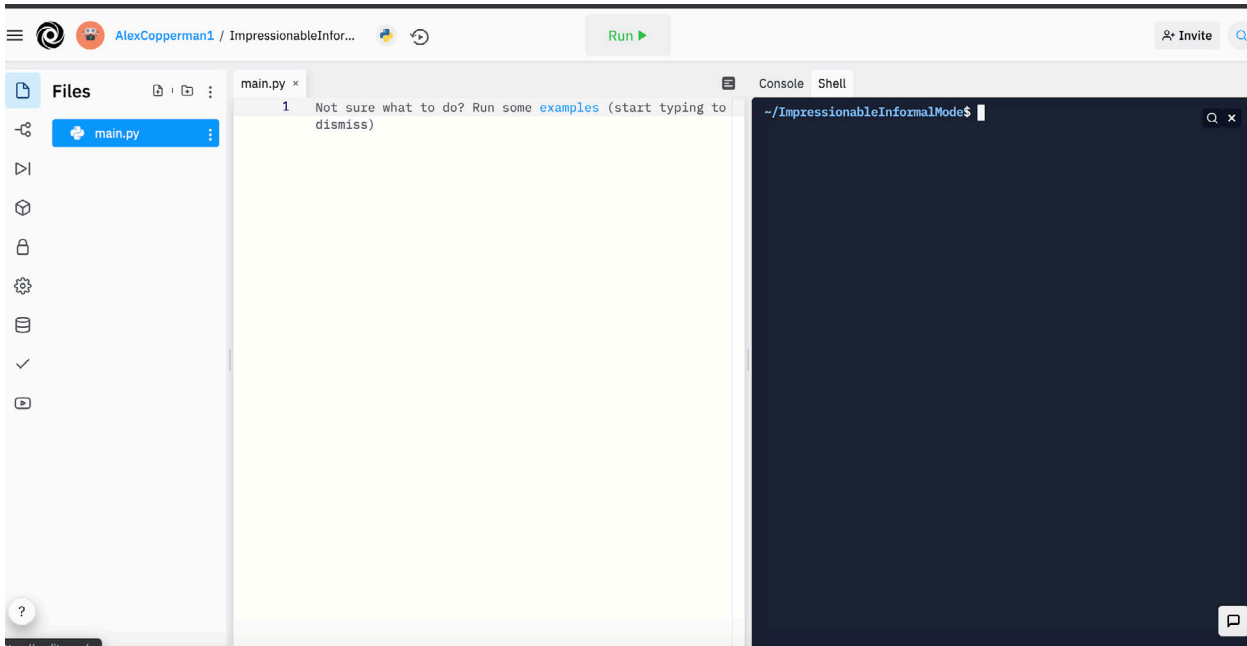 AlexCopperman1 / ImpressionableInfor...
Run
Invite
Files
main.py
main.py ×
1 Not sure what to do? Run some examples (start typing to
dismiss)
Console Shell
~/ImpressionableInformalMode$
?